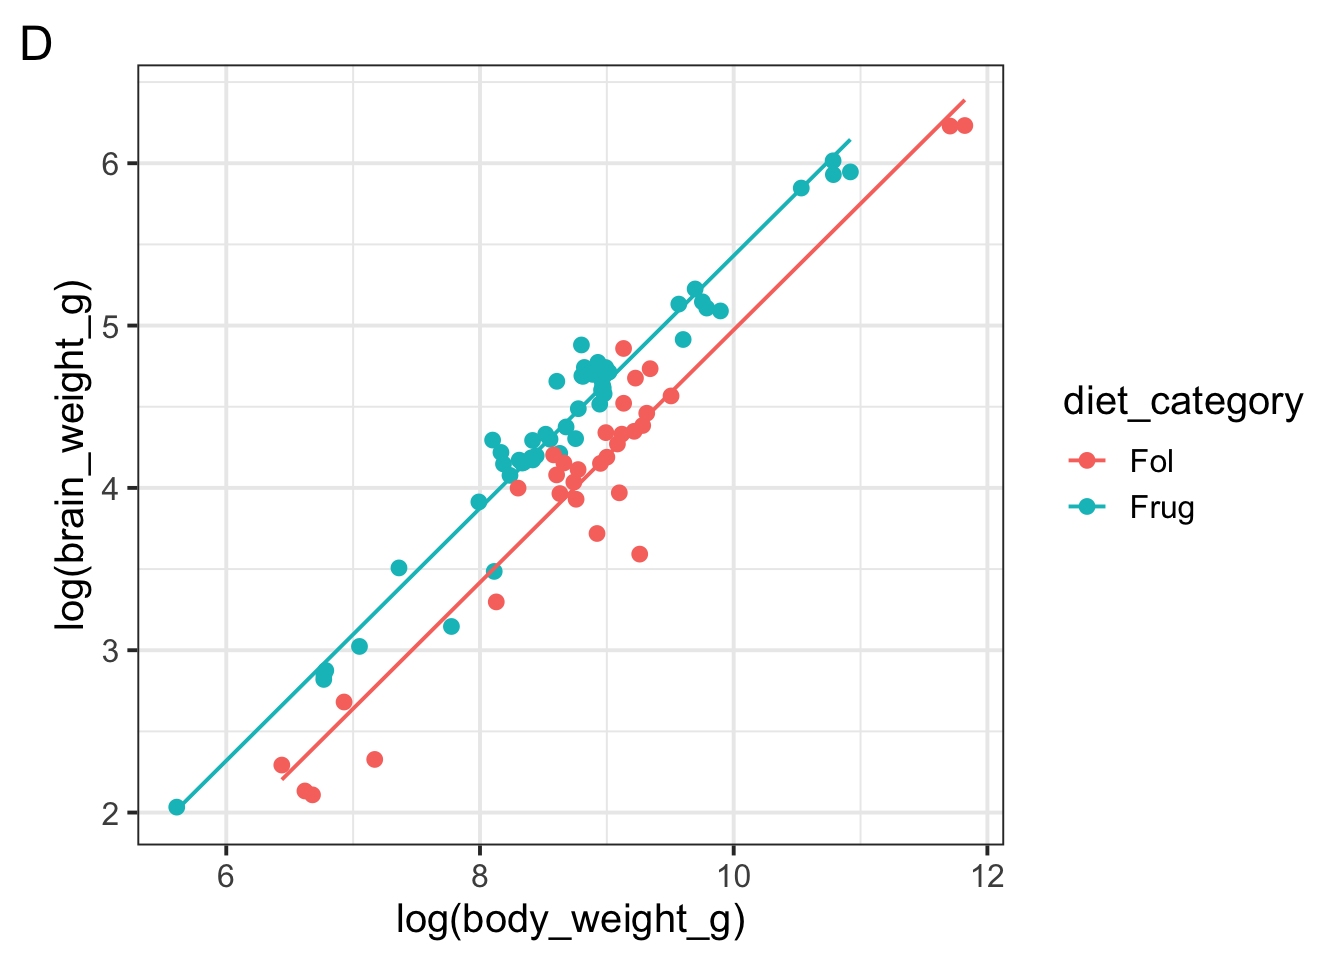 D
6
5
4
3
2
log(brain_weight_g)
6 8 10 12
log(body_weight_g)
diet_category
Fol
Frug